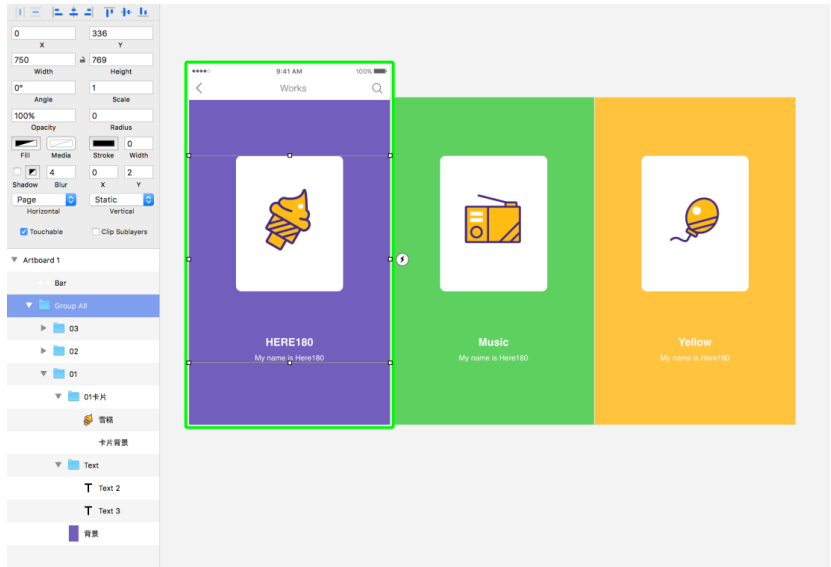 0 336
X Y
750 769
Width Height
0° 1
Angle Scale
100% 0
Opacity Radius
0
Fill Media Stroke Width
4 0 2
Shadow Blur X Y
Page Static
Horizontal Vertical
Touchable Clip Sublayers
Artboard 1
Bar
Group All
03
02
01
01卡片
雪糕
卡片背景
Text
T Text 2
T Text 3
背景
9:41 AM 100%
Works
HERE180
My name is Here180
Music
My name is Here180
Yellow
My name is Here180